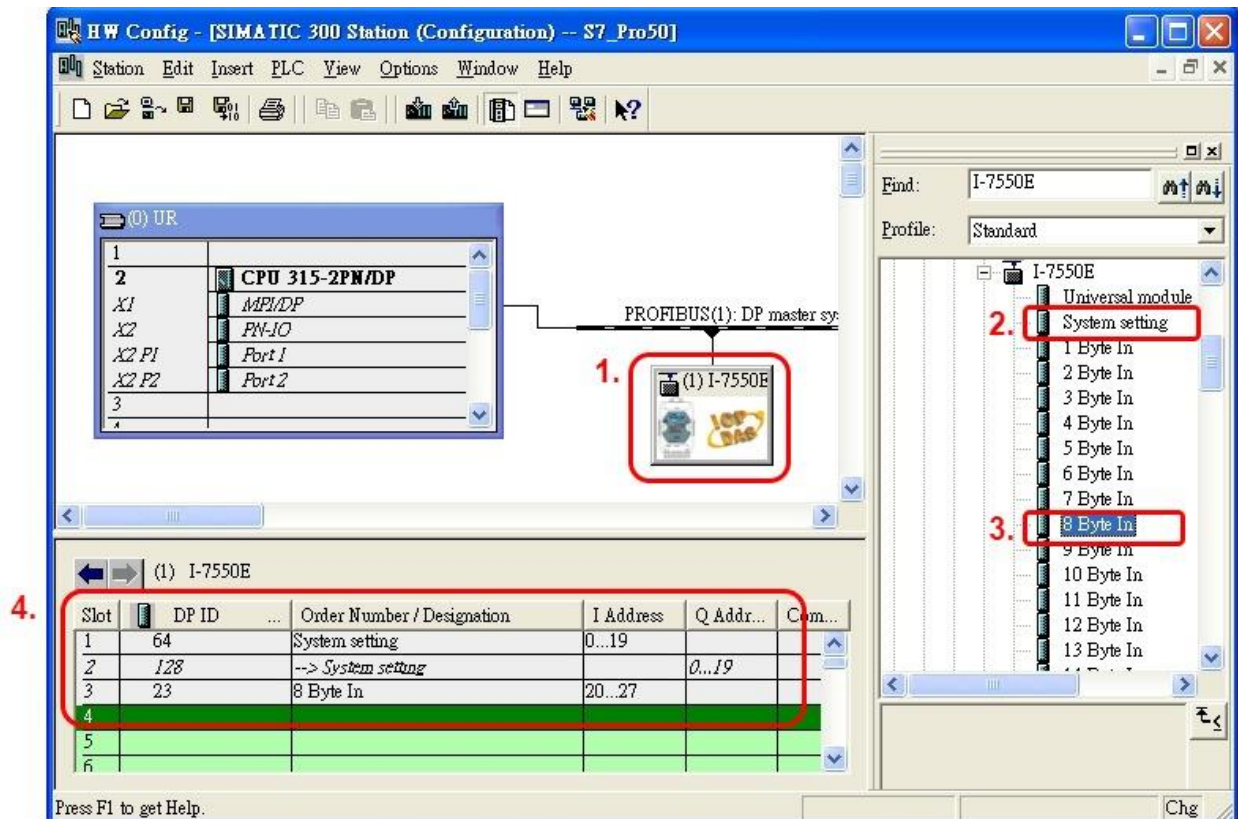 HW Config - [SIMATIC 300 Station (Configuration) -- S7_Pro50]
Station Edit Insert PLC View Options Window Help
(0) UR
1
2 CPU 315-2PN/DP
X1 MPI/DP
X2 PN-IO
X2 P1 Port 1
X2 P2 Port 2
3
PROFIBUS(1): DP master sy
1.
(1) I-7550E
ICP DAS
Find: I-7550E
Profile: Standard
I-7550E
Universal module
2. System setting
1 Byte In
2 Byte In
3 Byte In
4 Byte In
5 Byte In
6 Byte In
7 Byte In
3. 8 Byte In
9 Byte In
10 Byte In
11 Byte In
12 Byte In
13 Byte In
(1) I-7550E
4.
Slot DP ID ... Order Number / Designation I Address Q Addr... Com...
1 64 System setting 0...19
2 128 --> System setting 0...19
3 23 8 Byte In 20...27
4
5
6
Press F1 to get Help.
Chg